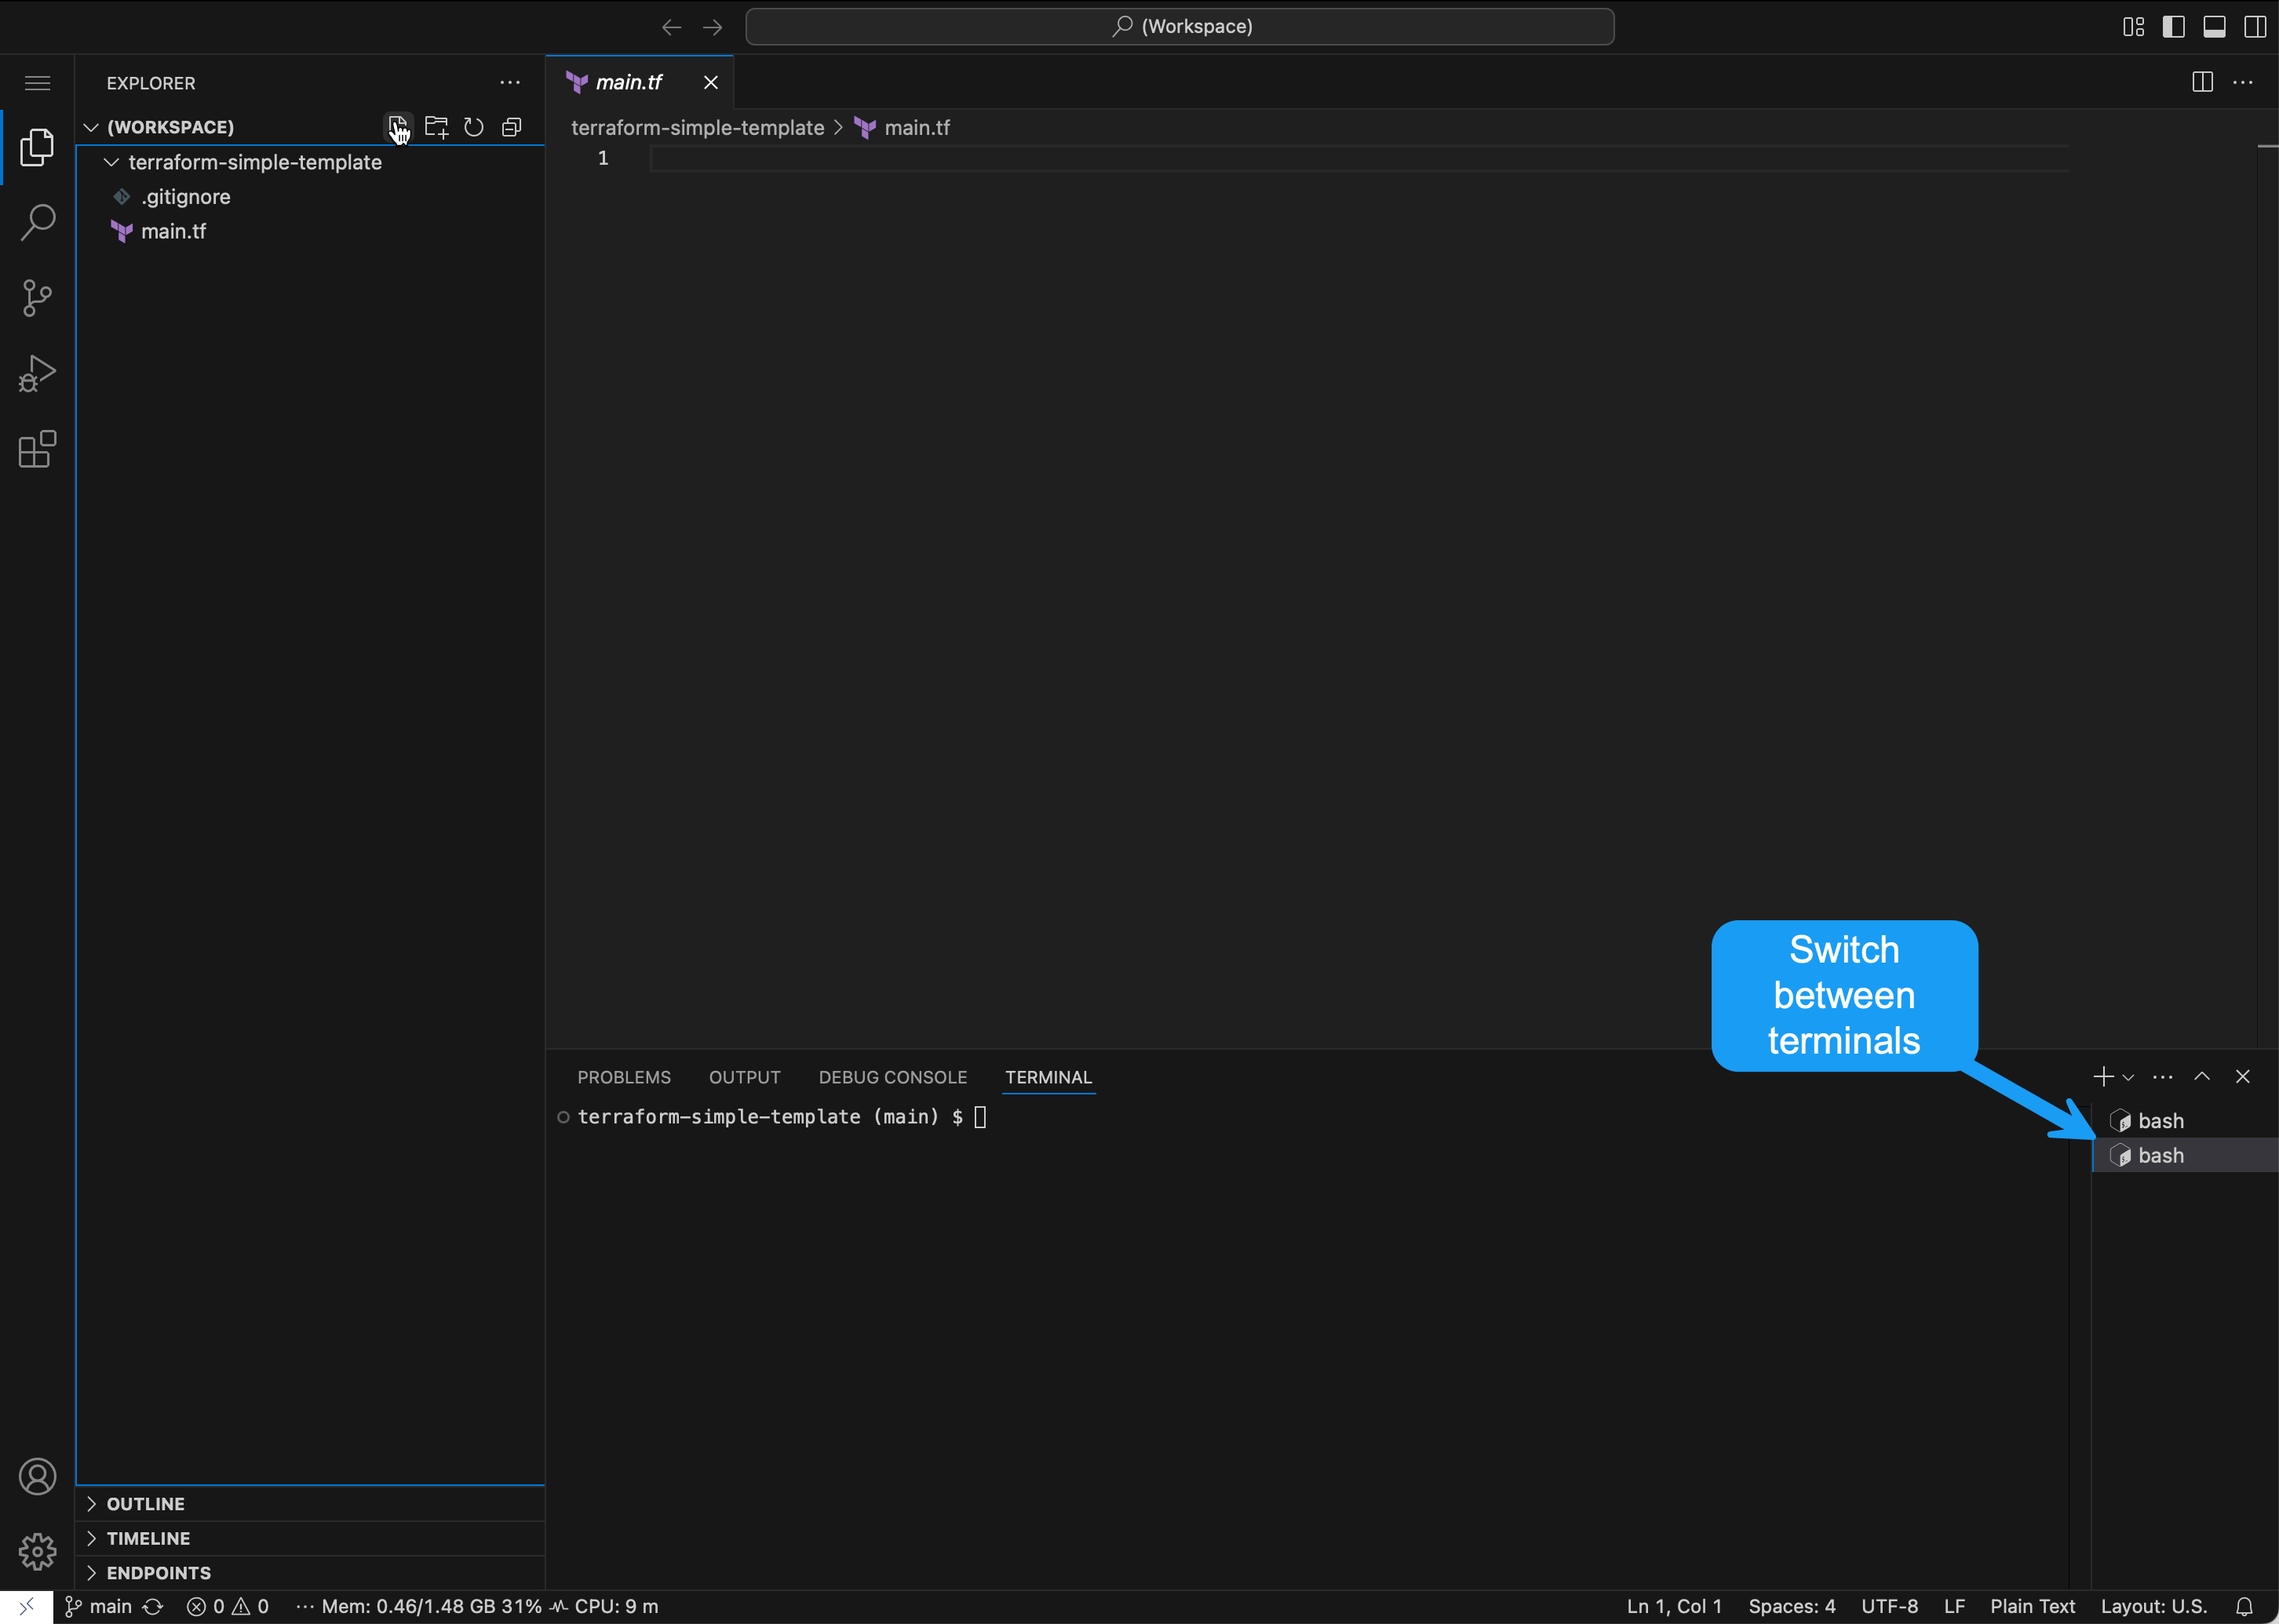 (Workspace)
EXPLORER
main.tf
(WORKSPACE)
terraform-simple-template > main.tf
terraform-simple-template
1
.gitignore
main.tf
Switch
between
terminals
PROBLEMS OUTPUT DEBUG CONSOLE TERMINAL
terraform-simple-template (main) $
bash
bash
OUTLINE
TIMELINE
ENDPOINTS
main 0 0 ··· Mem: 0.46/1.48 GB 31% CPU: 9 m Ln 1, Col 1 Spaces: 4 UTF-8 LF Plain Text Layout: U.S.